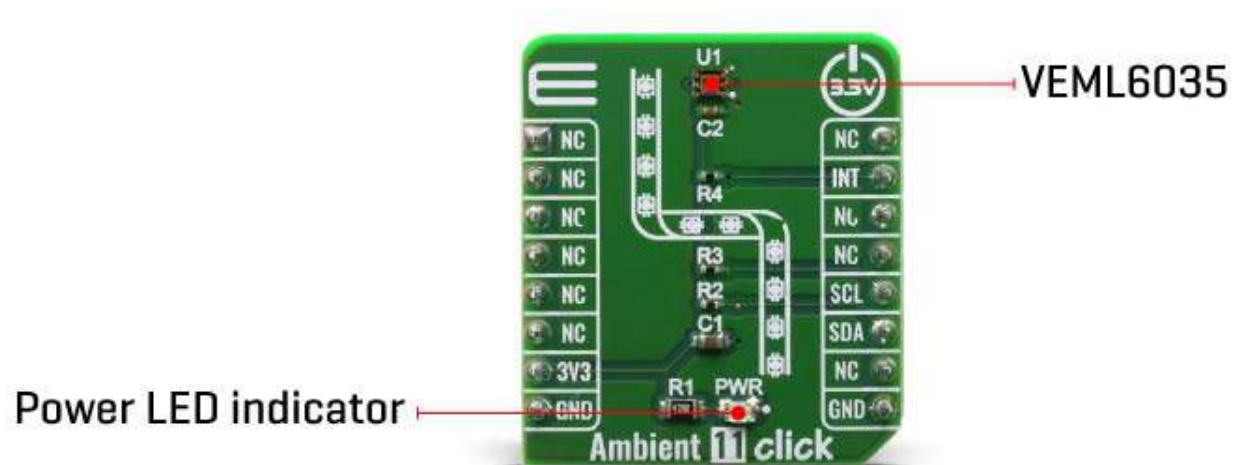 U1
VEML6035
3.3V
C2
NC NC
NC R4 INT
NC NC
NC R3 NC
NC R2 SCL
NC C1 SDA
3V3 NC
R1 PWR
Power LED indicator GND GND
Ambient 11 click